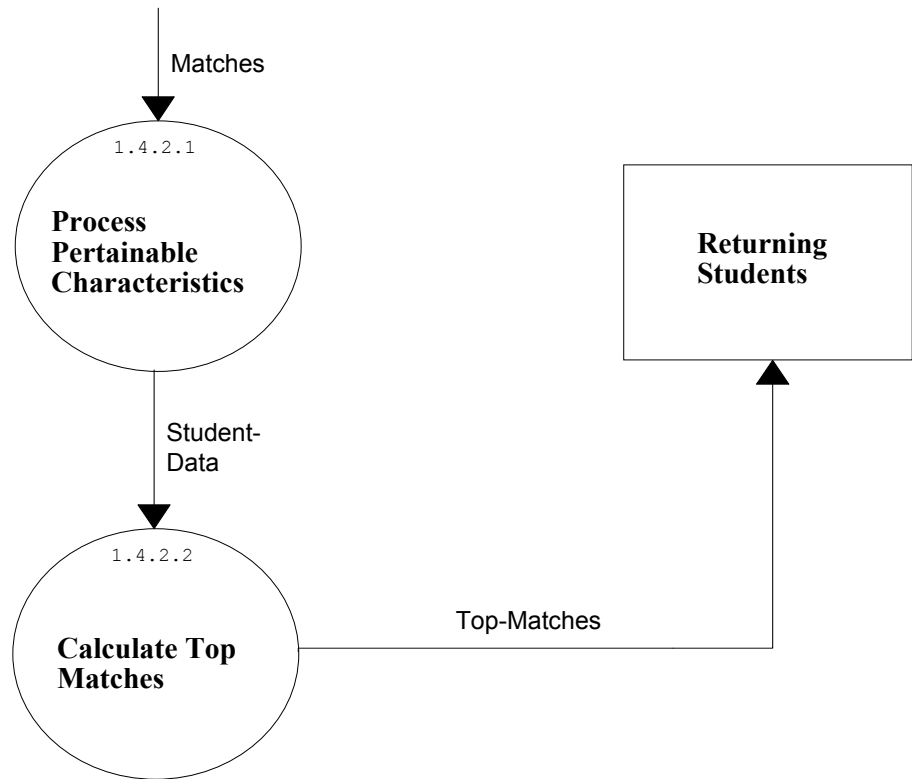 Matches
1.4.2.1
Process
Pertainable
Characteristics
Returning
Students
Student-
Data
1.4.2.2
Calculate Top
Matches
Top-Matches